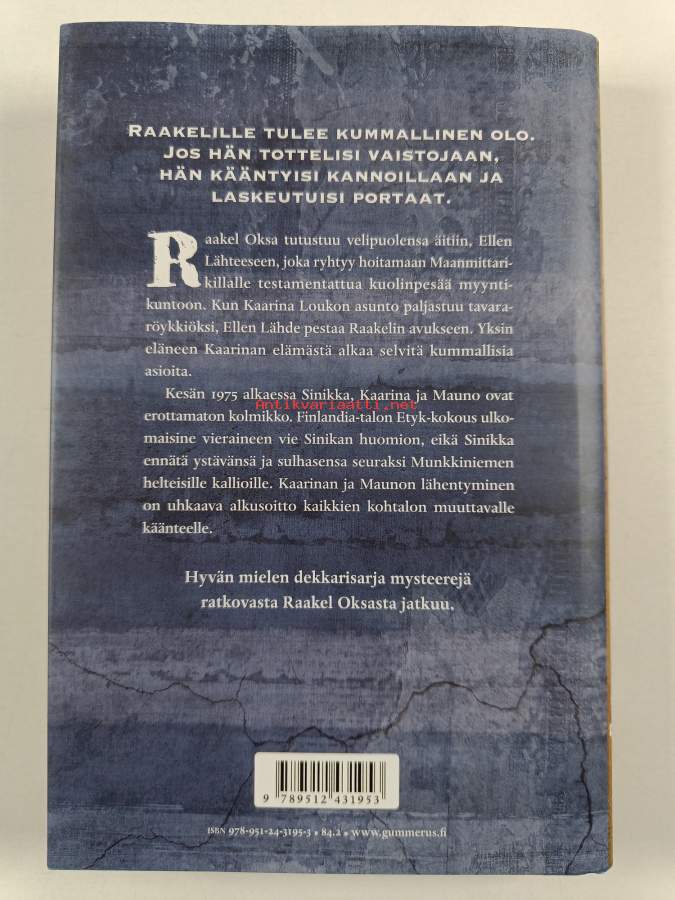 RAAKELILLE TULEE KUMMALLINEN OLO.
JOS HÄN TOTTELISI VAISTOJAAN,
HÄN KÄÄNTYISI KANNOILLAAN JA
LASKEUTUISI PORTAAT.
Raakel Oksa tutustuu velipuolensa äitiin, Ellen
Lähteeseen, joka ryhtyy hoitamaan Maanmittari-
killalle testamentattua kuolinpesää myynti-
kuntoon. Kun Kaarina Loukon asunto paljastuu tavara-
röykkiöksi, Ellen Lähde pestaa Raakelin avukseen. Yksin
eläneen Kaarinan elämästä alkaa selvitä kummallisia
asioita.
Kesän 1975 alkaessa Sinikka, Kaarina ja Mauno ovat
Antikvariaatti.net
erottamaton kolmikko. Finlandia-talon Etyk-kokous ulko-
maisine vieraineen vie Sinikan huomion, eikä Sinikka
ennätä ystävänsä ja sulhasensa seuraksi Munkkiniemen
helteisille kallioille. Kaarinan ja Maunon lähentyminen
on uhkaava alkusoitto kaikkien kohtalon muuttavalle
käänteelle.
Hyvän mielen dekkarisarja mysteerejä
ratkovasta Raakel Oksasta jatkuu.
9 789512 431953
ISBN 978-951-24-3195-3 • 84.2 • www.gummerus.fi